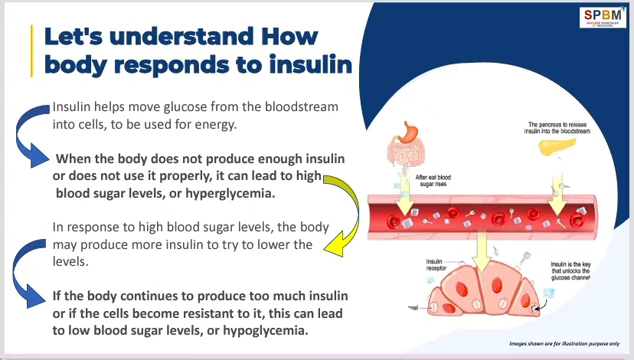 SPBM
Let's understand How
body responds to insulin
Insulin helps move glucose from the bloodstream
into cells, to be used for energy.
When the body does not produce enough insulin
or does not use it properly, it can lead to high
blood sugar levels, or hyperglycemia.
In response to high blood sugar levels, the body
may produce more insulin to try to lower the
levels.
If the body continues to produce too much insulin
or if the cells become resistant to it, this can lead
to low blood sugar levels, or hypoglycemia.
The pancreas to release
insulin into the bloodstream
After eat blood
sugar rises
Insulin
receptor
Insulin is the key
that unlocks the
glucose channel
Images shown are for illustration purpose only